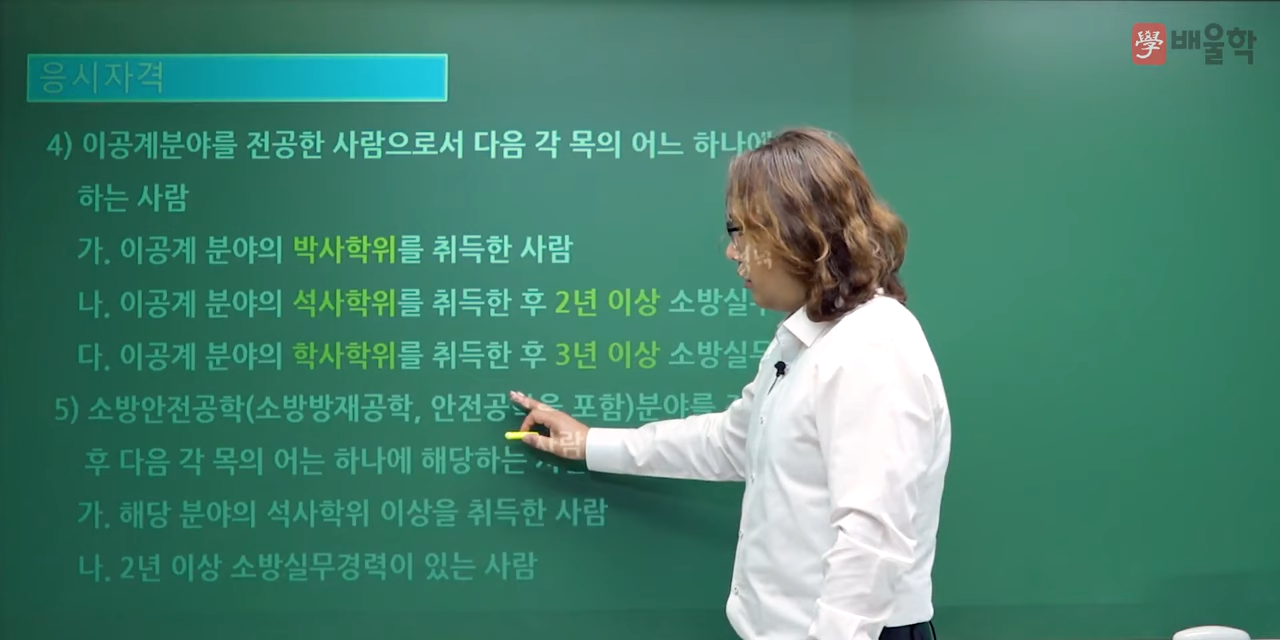 學 배울학
응시자격
4) 이공계분야를 전공한 사람으로서 다음 각 목의 어느 하나에
하는 사람
가. 이공계 분야의 박사학위를 취득한 사람
나. 이공계 분야의 석사학위를 취득한 후 2년 이상 소방실무
다. 이공계 분야의 학사학위를 취득한 후 3년 이상 소방실무
5) 소방안전공학(소방방재공학, 안전공학을 포함)분야를
후 다음 각 목의 어느 하나에 해당하는 사람
가. 해당 분야의 석사학위 이상을 취득한 사람
나. 2년 이상 소방실무경력이 있는 사람